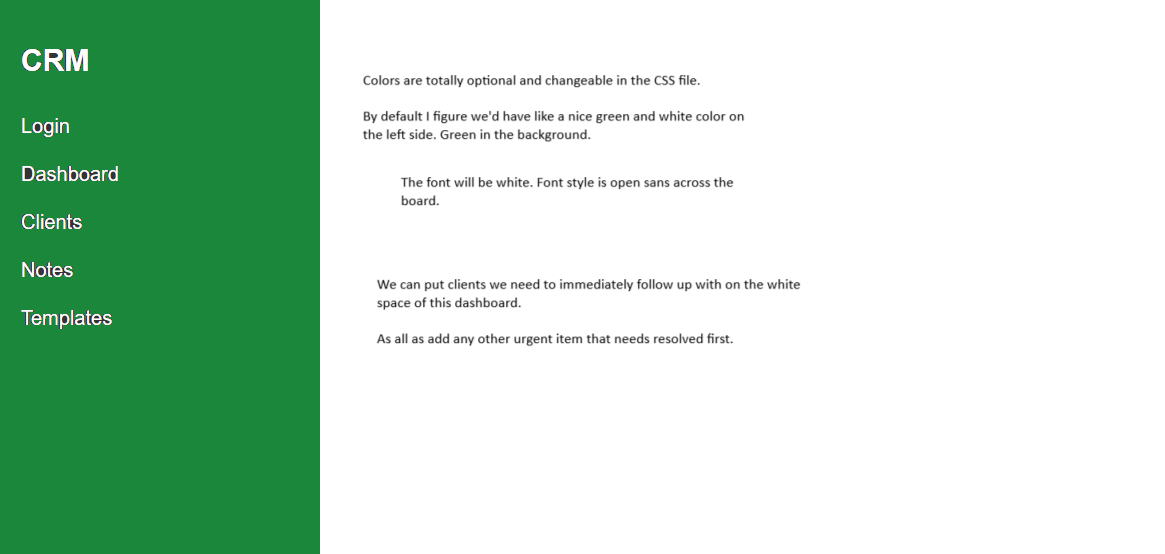 CRM
Login
Dashboard
Clients
Notes
Templates
Colors are totally optional and changeable in the CSS file.
By default I figure we'd have like a nice green and white color on
the left side. Green in the background.
The font will be white. Font style is open sans across the
board.
We can put clients we need to immediately follow up with on the white
space of this dashboard.
As all as add any other urgent item that needs resolved first.